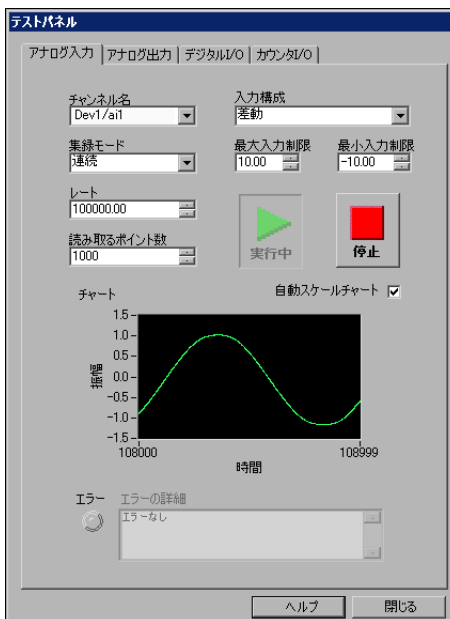 テストパネル
アナログ入力 アナログ出力 デジタルI/O カウンタI/O
チャンネル名 入力構成
Dev1/ai1 差動
集録モード 最大入力制限 最小入力制限
連続 10.00 -10.00
レート
100000.00
読み取るポイント数
1000
実行中 停止
チャート 自動スケールチャート
1.5
1.0
0.5
0.0
-0.5
-1.0
-1.5
振幅
108000 108999
時間
エラー エラーの詳細
エラーなし
ヘルプ 閉じる